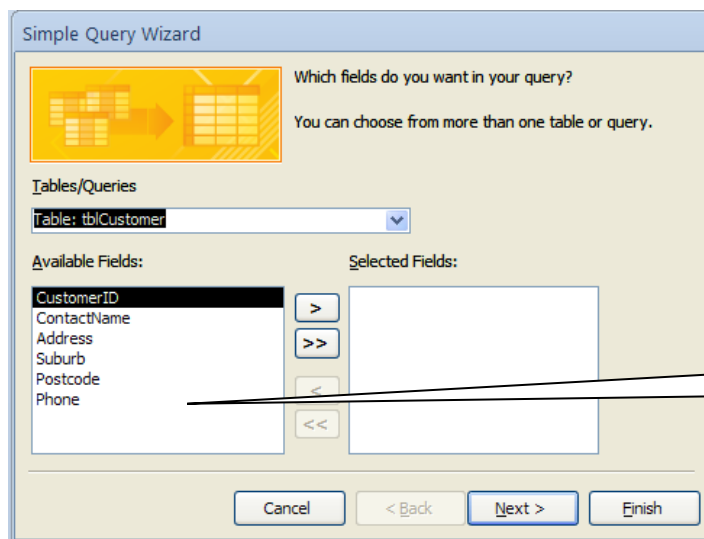 Simple Query Wizard
Which fields do you want in your query?
You can choose from more than one table or query.
Tables/Queries
Table: tblCustomer
Available Fields:
Selected Fields:
CustomerID
ContactName
Address
Suburb
Postcode
Phone
>
>>
<
<<
Cancel
< Back
Next >
Finish